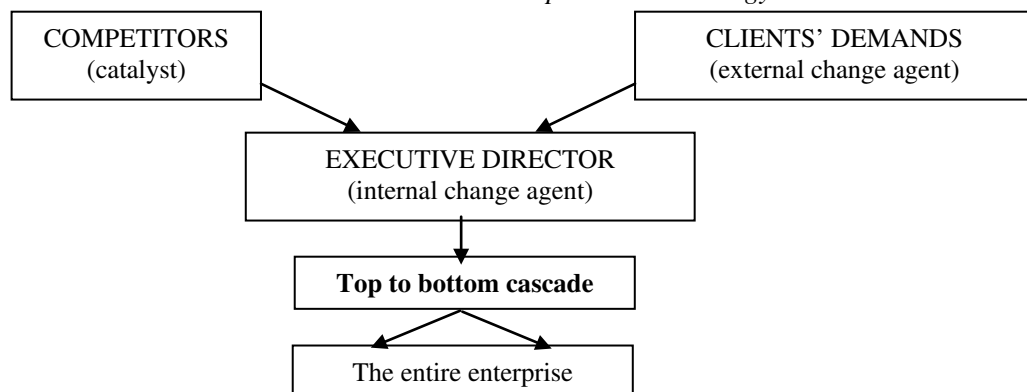 COMPETITORS
(catalyst)
CLIENTS’ DEMANDS
(external change agent)
EXECUTIVE DIRECTOR
(internal change agent)
Top to bottom cascade
The entire enterprise